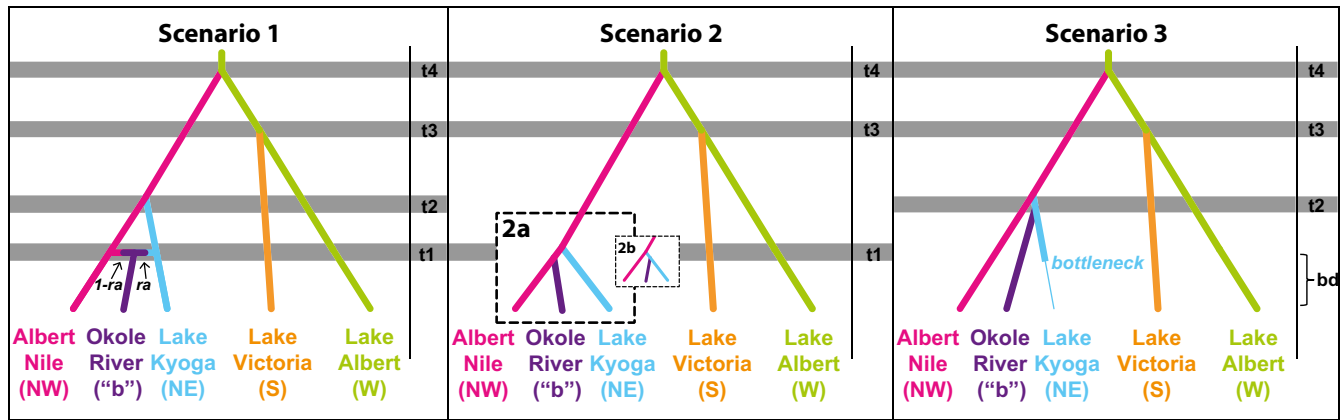 Scenario 1
t4
t3
t2
t1
1-ra
ra
Albert Nile (NW)
Okole River (“b”)
Lake Kyoga (NE)
Lake Victoria (S)
Lake Albert (W)
Scenario 2
t4
t3
2a
2b
t1
Albert Nile (NW)
Okole River (“b”)
Lake Kyoga (NE)
Lake Victoria (S)
Lake Albert (W)
Scenario 3
t4
t3
t2
bottleneck
bd
Albert Nile (NW)
Okole River (“b”)
Lake Kyoga (NE)
Lake Victoria (S)
Lake Albert (W)